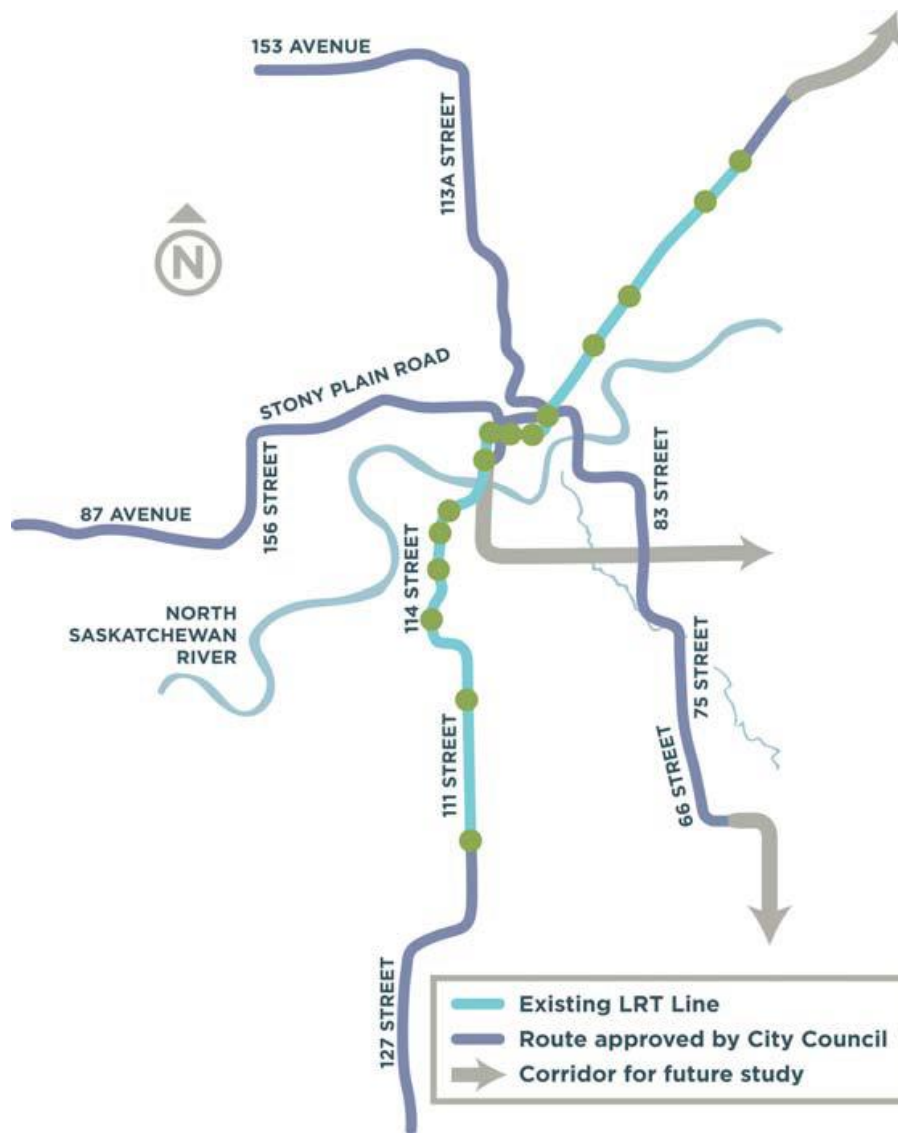 153 AVENUE
113A STREET
N
STONY PLAIN ROAD
156 STREET
87 AVENUE
83 STREET
114 STREET
NORTH
SASKATCHEWAN
RIVER
75 STREET
111 STREET
66 STREET
127 STREET
Existing LRT Line
Route approved by City Council
Corridor for future study